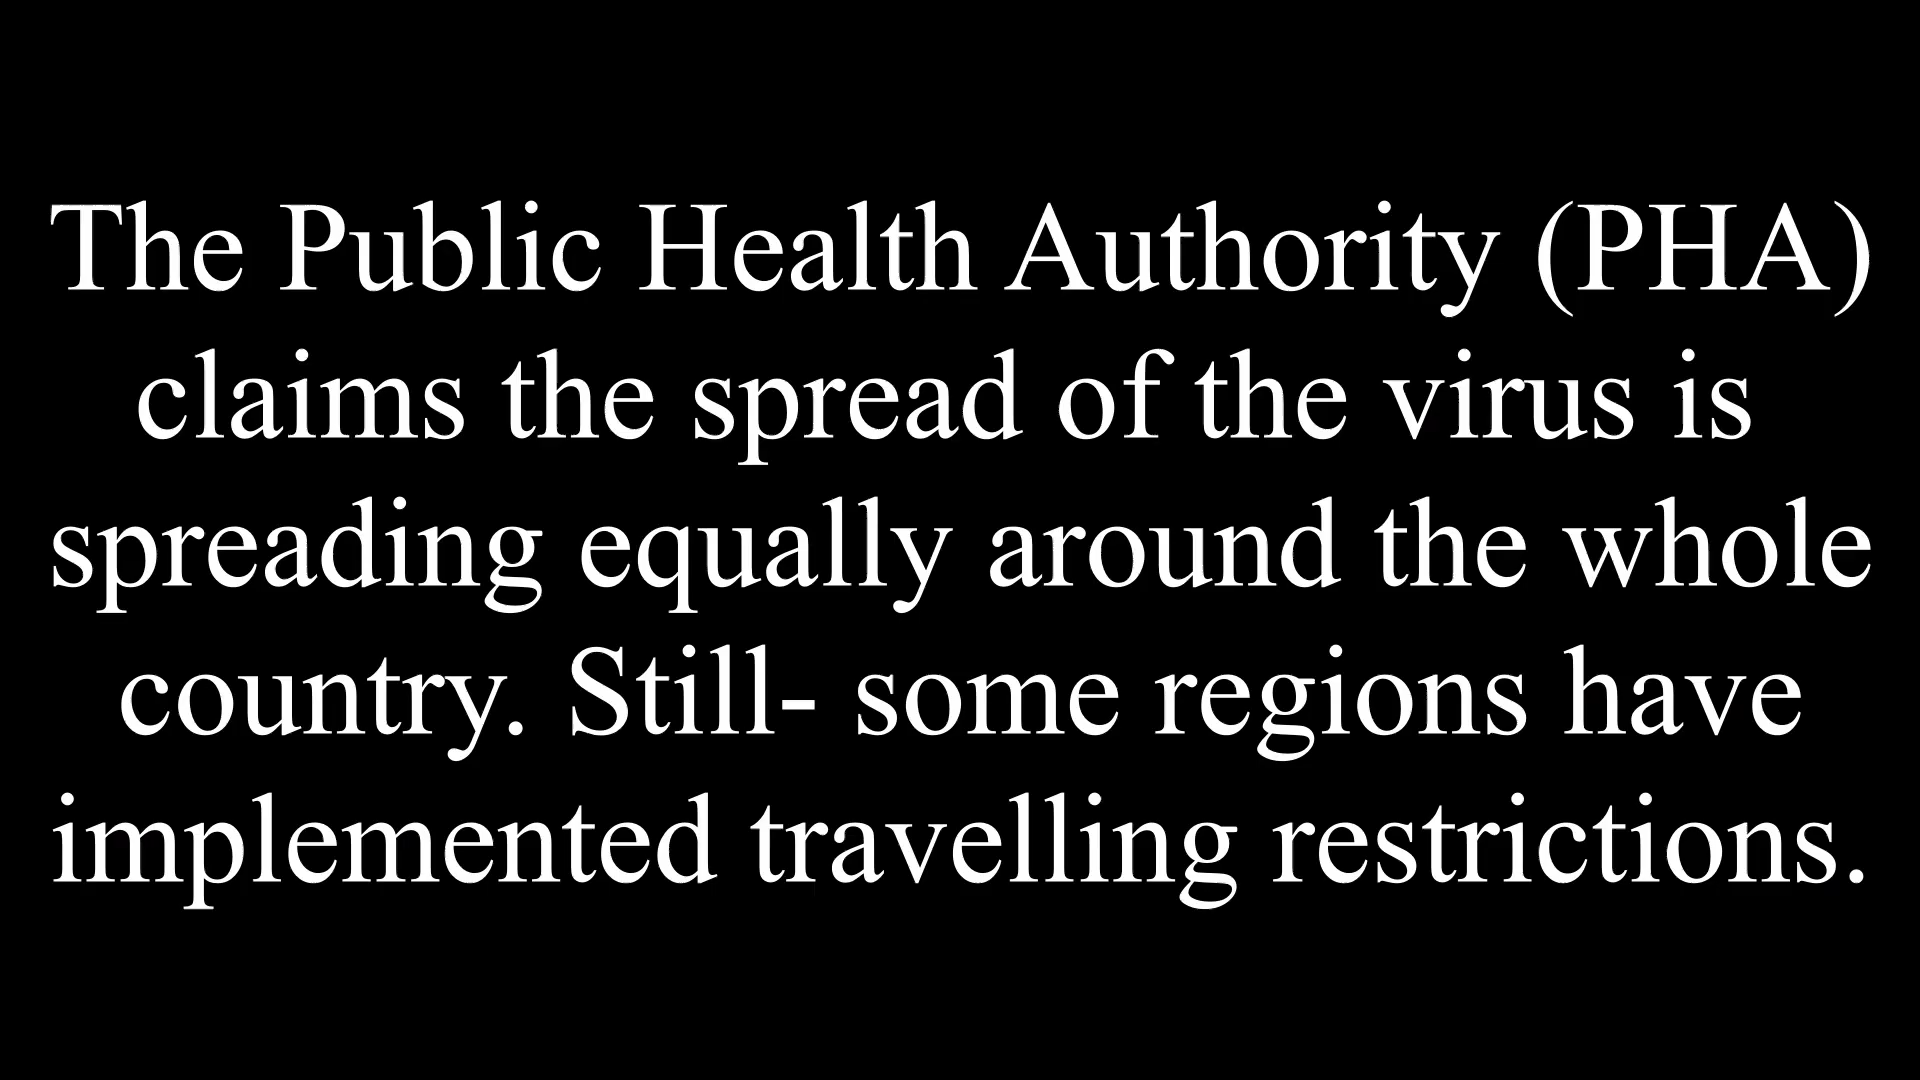 The Public Health Authority (PHA)
claims the spread of the virus is
spreading equally around the whole
country. Still- some regions have
implemented travelling restrictions.